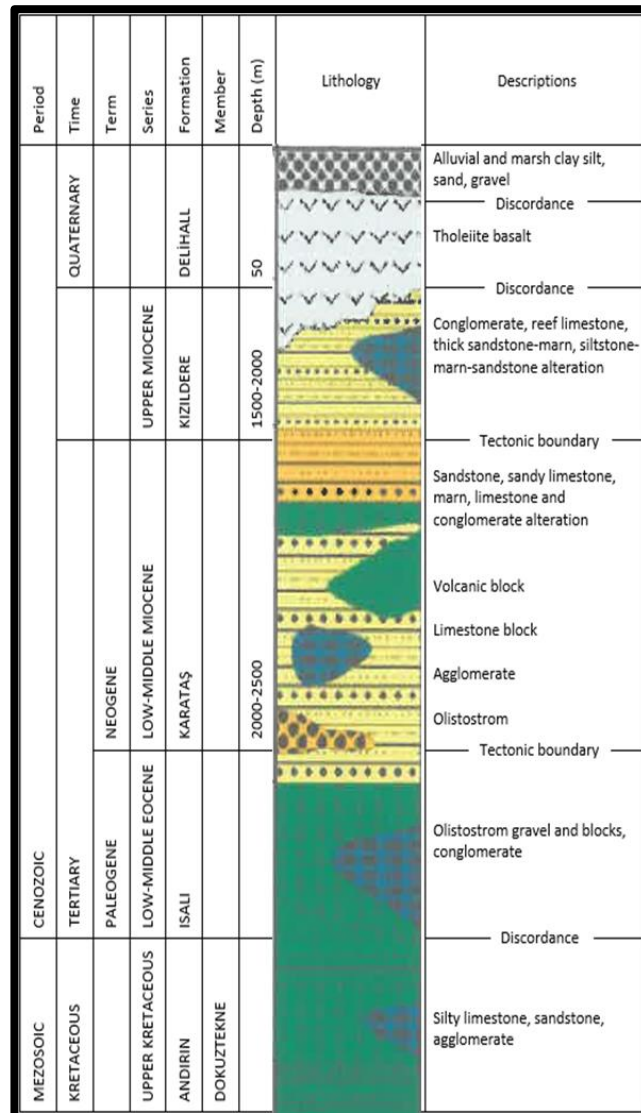 Period
Time
Term
Series
Formation
Member
Depth (m)
Lithology
Descriptions
QUATERNARY
DELİHALL
50
Alluvial and marsh clay silt,
sand, gravel
Discordance
Tholeiite basalt
Discordance
UPPER MIOCENE
KIZILDERE
1500-2000
Conglomerate, reef limestone,
thick sandstone-marn, siltstone-
marn-sandstone alteration
Tectonic boundary
NEOGENE
LOW-MIDDLE MIOCENE
KARATAŞ
2000-2500
Sandstone, sandy limestone,
marn, limestone and
conglomerate alteration
Volcanic block
Limestone block
Agglomerate
Olistostrom
Tectonic boundary
CENOZOIC
TERTIARY
PALEOGENE
LOW-MIDDLE EOCENE
ISALI
Olistostrom gravel and blocks,
conglomerate
Discordance
MEZOSOIC
KRETACEOUS
UPPER KRETACEOUS
ANDIRIN
DOKUZTEKNE
Silty limestone, sandstone,
agglomerate